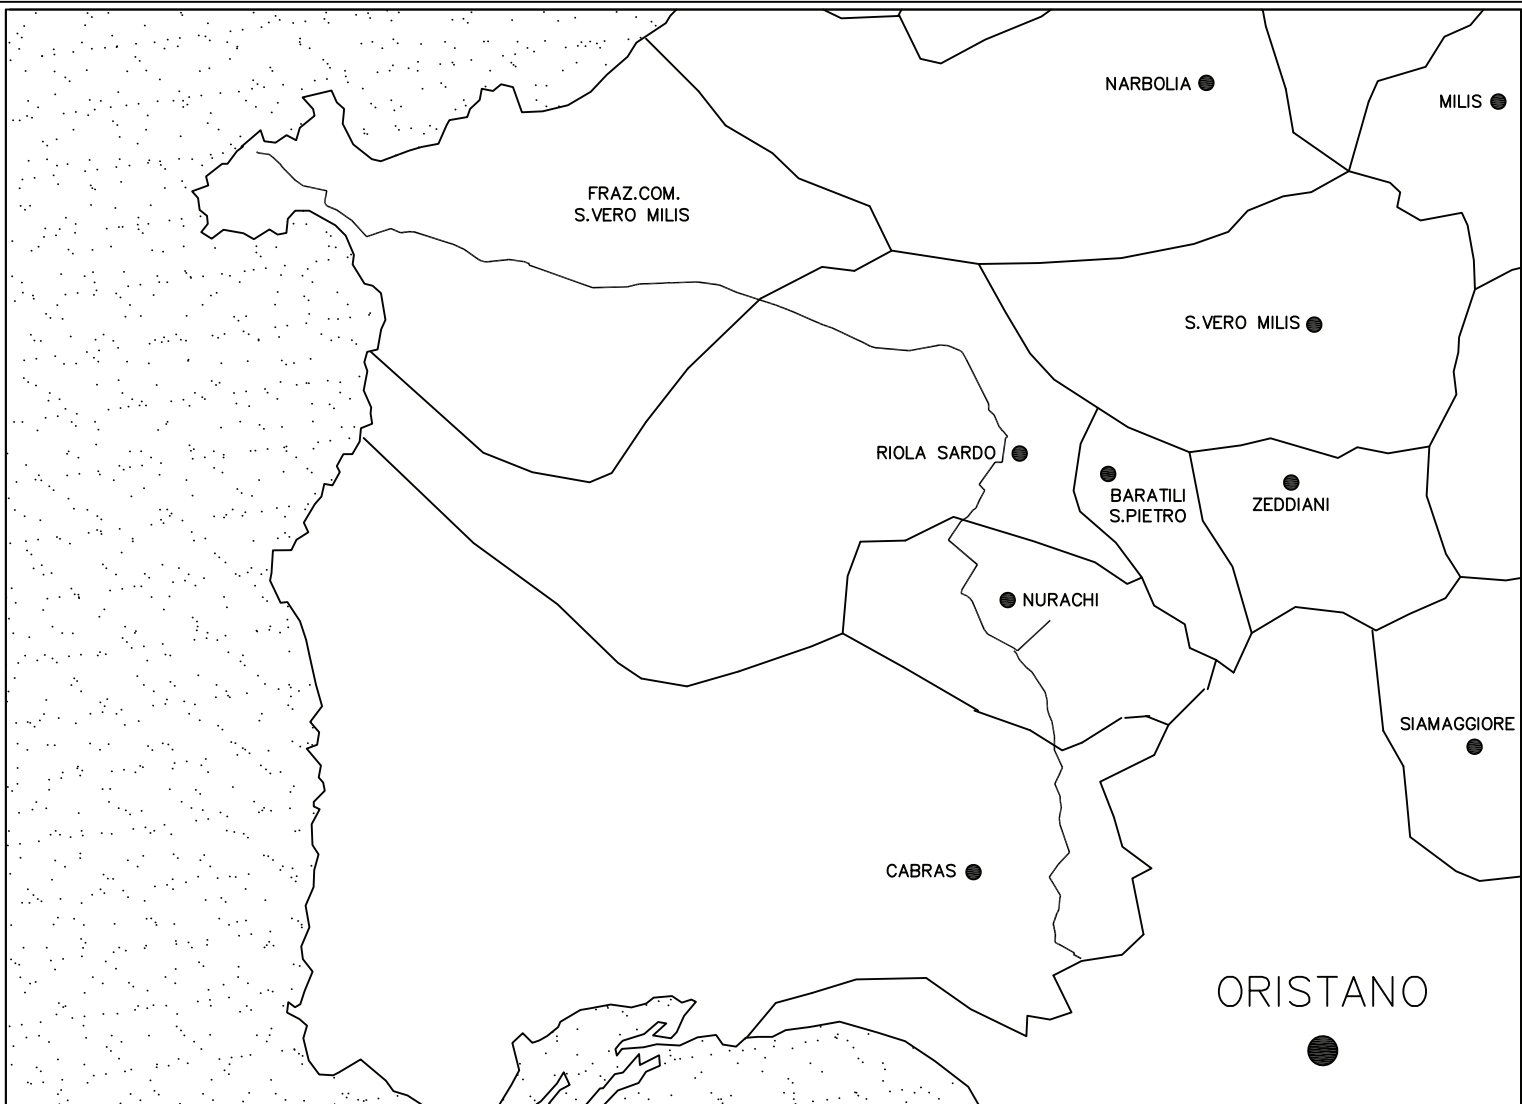 NARBOLIA
MILIS
FRAZ.COM.
S.VERO MILIS
S.VERO MILIS
RIOLA SARDO
BARATILI
S.PIETRO
ZEDDIANI
NURACHI
SIAMAGGIORE
CABRAS
ORISTANO